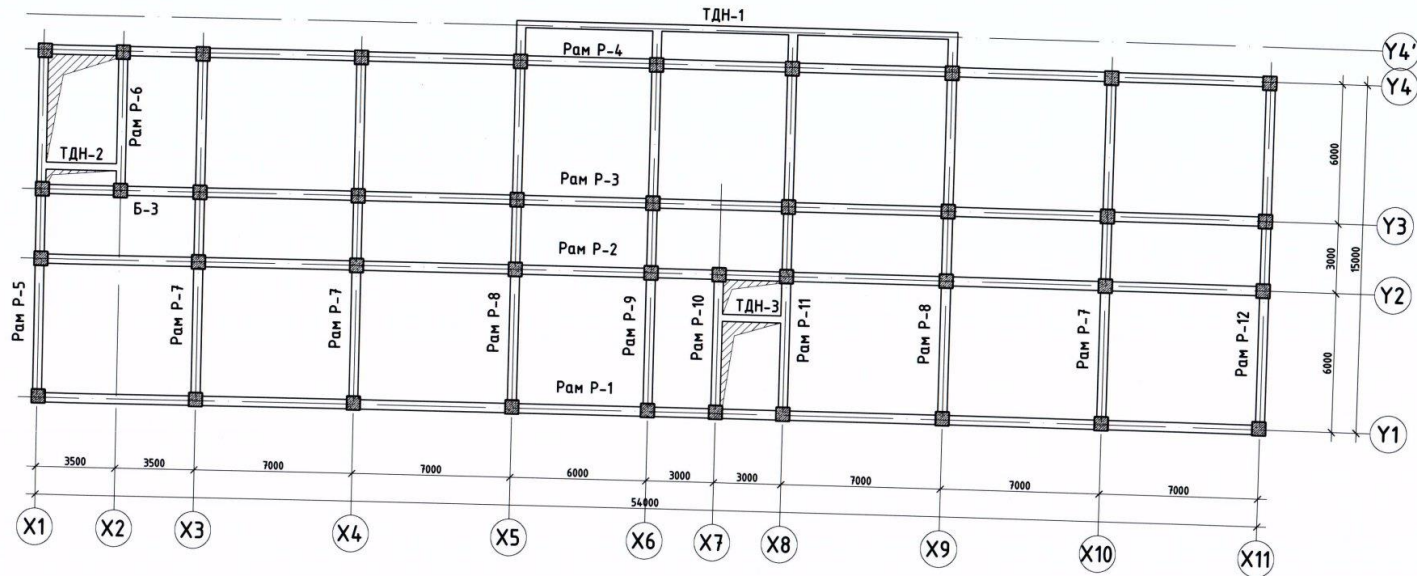 ТДН-1
Y4'
Рам Р-4
Y4
Рам Р-6
6000
ТДН-2
Рам Р-3
Б-3
Y3
Рам Р-2
3000
15000
Рам Р-5
Рам Р-7
Рам Р-7
Рам Р-8
Рам Р-9
Рам Р-10
ТДН-3
Рам Р-11
Рам Р-8
Рам Р-7
Рам Р-12
Y2
6000
Рам Р-1
Y1
3500
3500
7000
7000
6000
3000
3000
7000
7000
7000
54000
X1
X2
X3
X4
X5
X6
X7
X8
X9
X10
X11